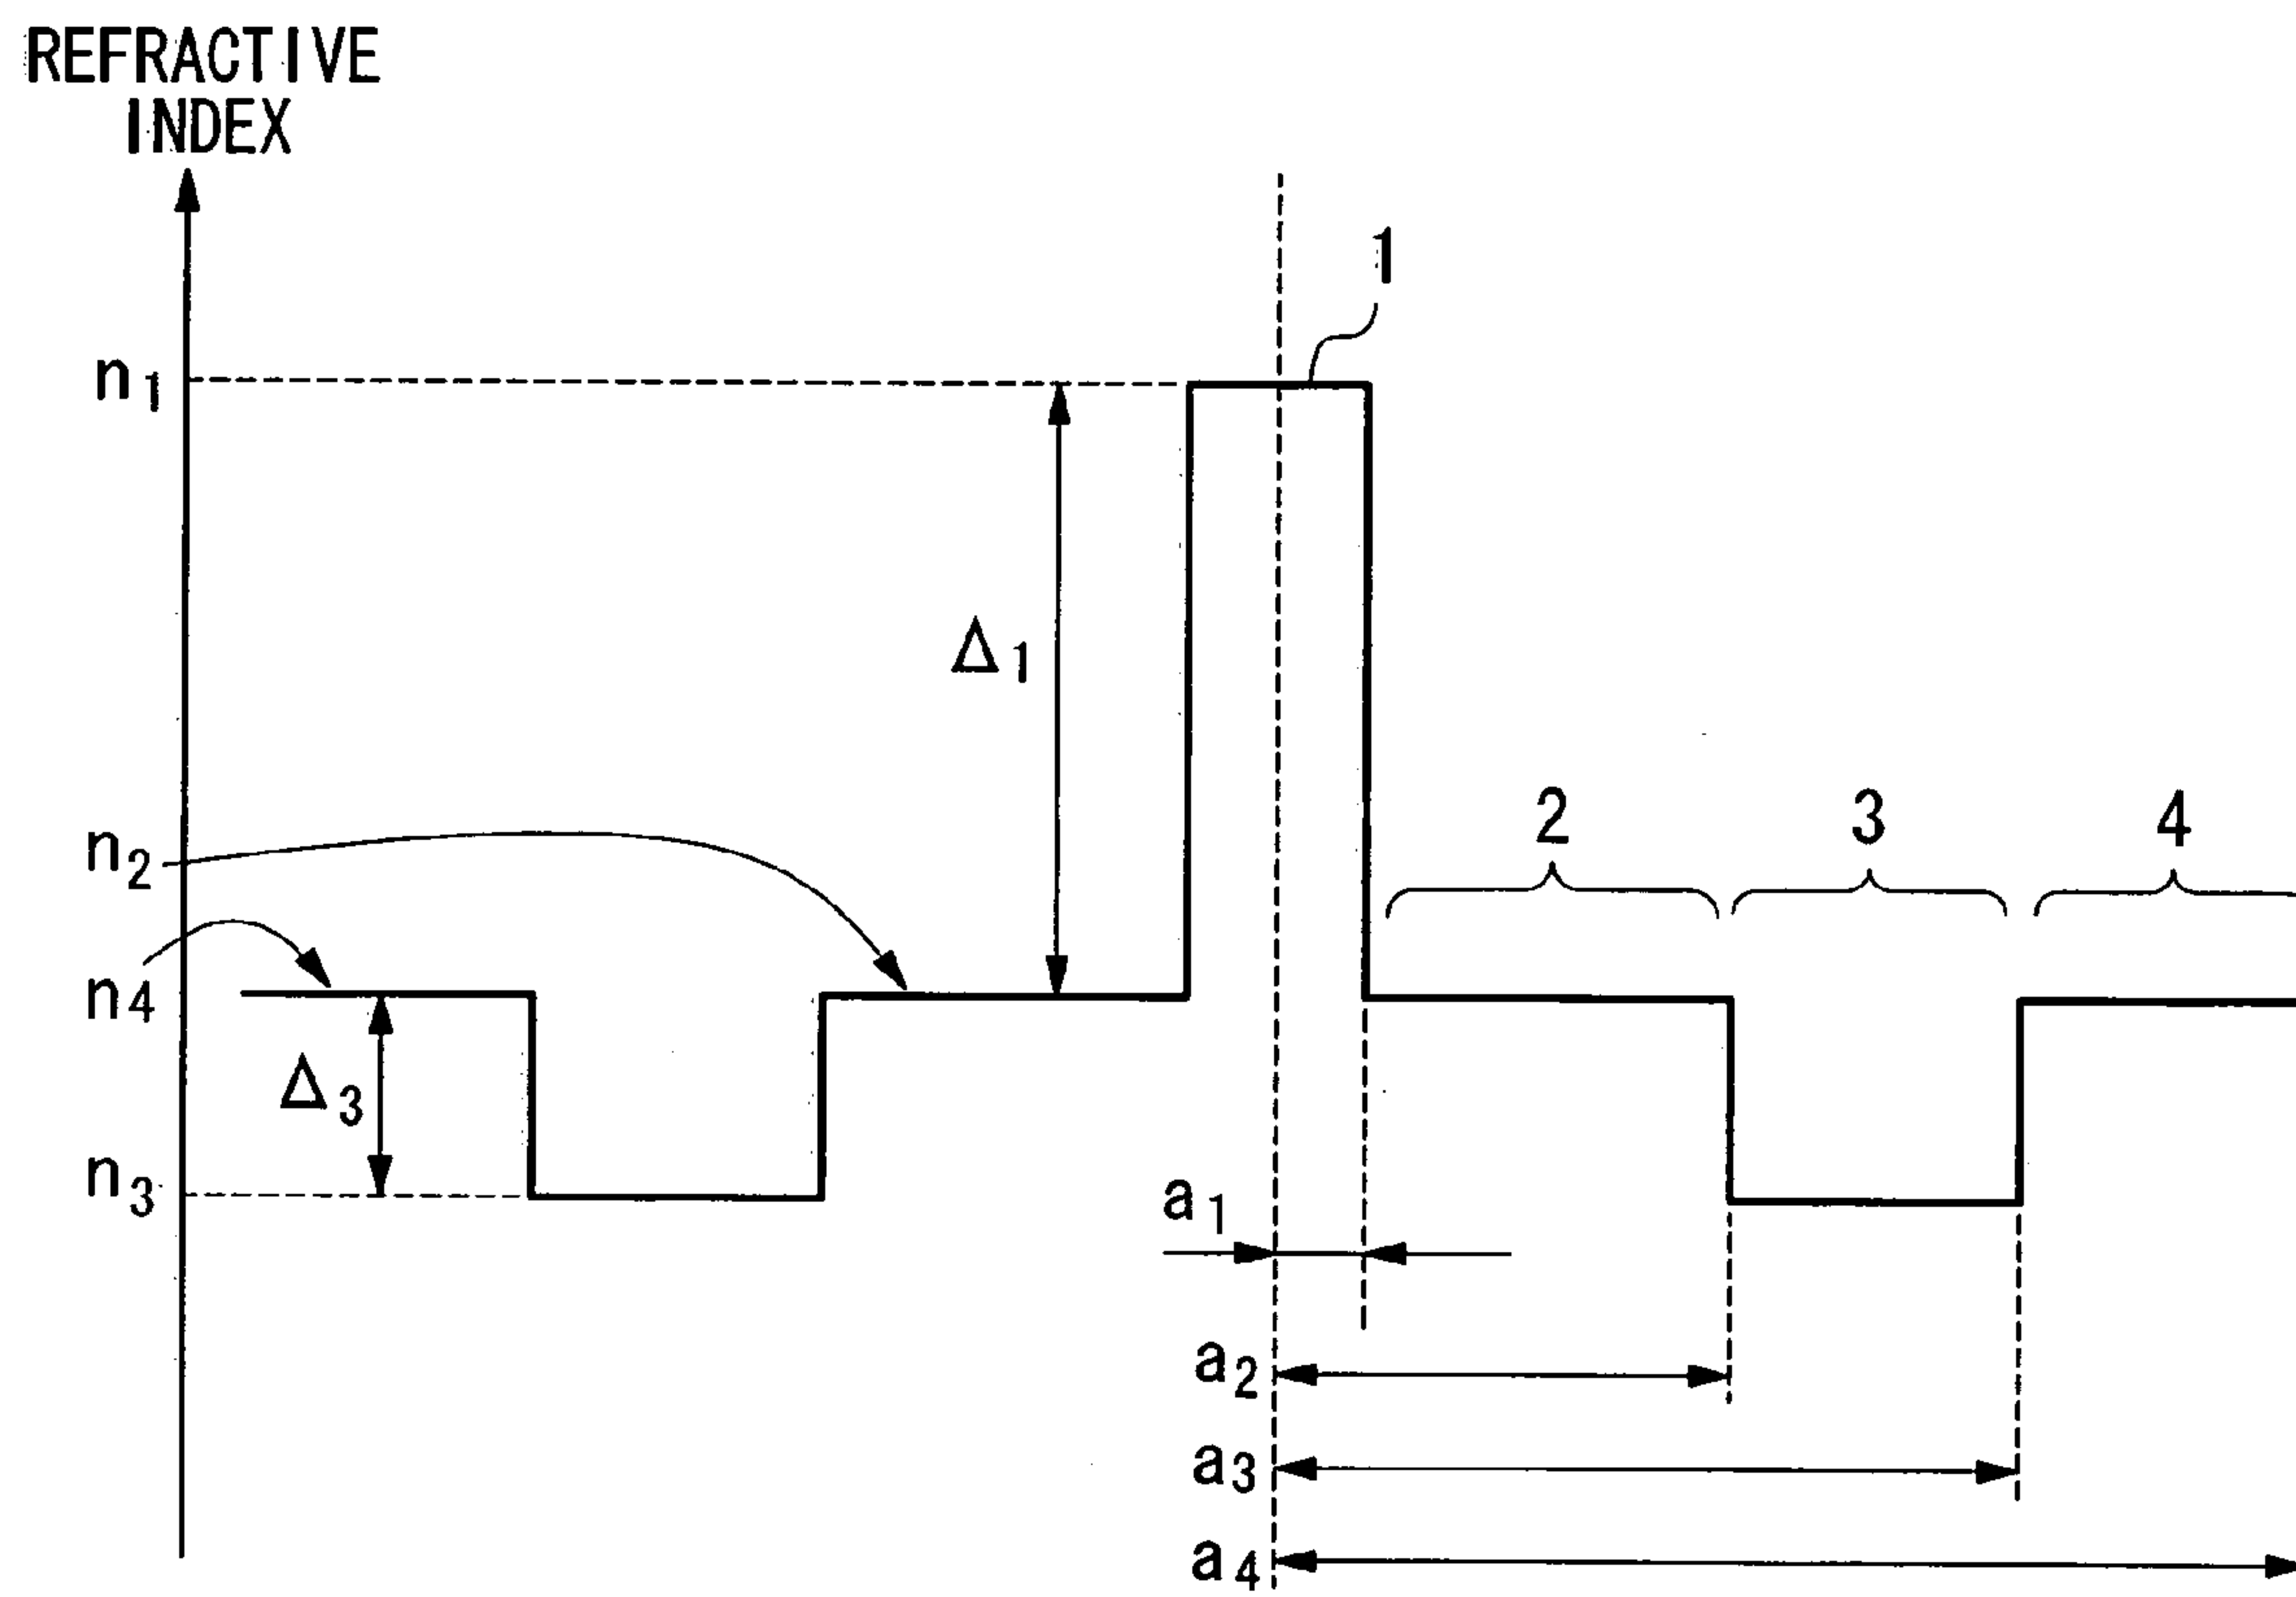 REFRACTIVE
INDEX
1
n1
Δ1
2 3 4
n2
n4
Δ3
n3
a1
a2
a3
a4